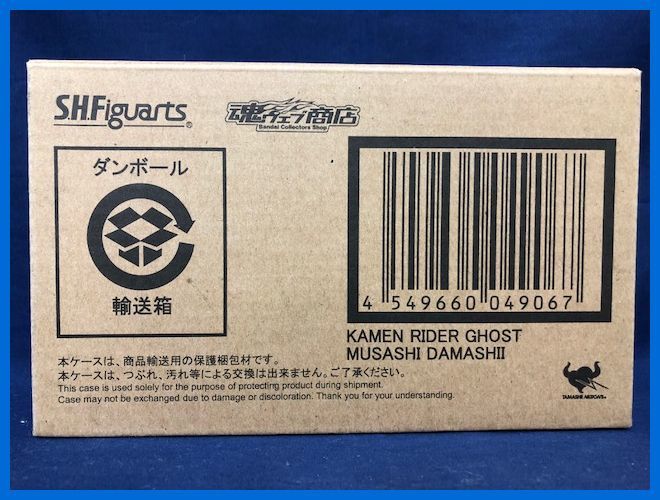 S.H.Figuarts®
魂ウェブ商店
Bandai Collectors Shop
ダンボール
輸送箱
4 549660 049067
KAMEN RIDER GHOST
MUSASHI DAMASHII
本ケースは、商品輸送用の保護梱包材です。
本ケースは、つぶれ、汚れ等による交換は出来ません。ご了承ください。
This case is used solely for the purpose of protecting product during shipment.
Case may not be exchanged due to damage or discoloration. Thank you for your understanding.
TAMASHII NATIONS